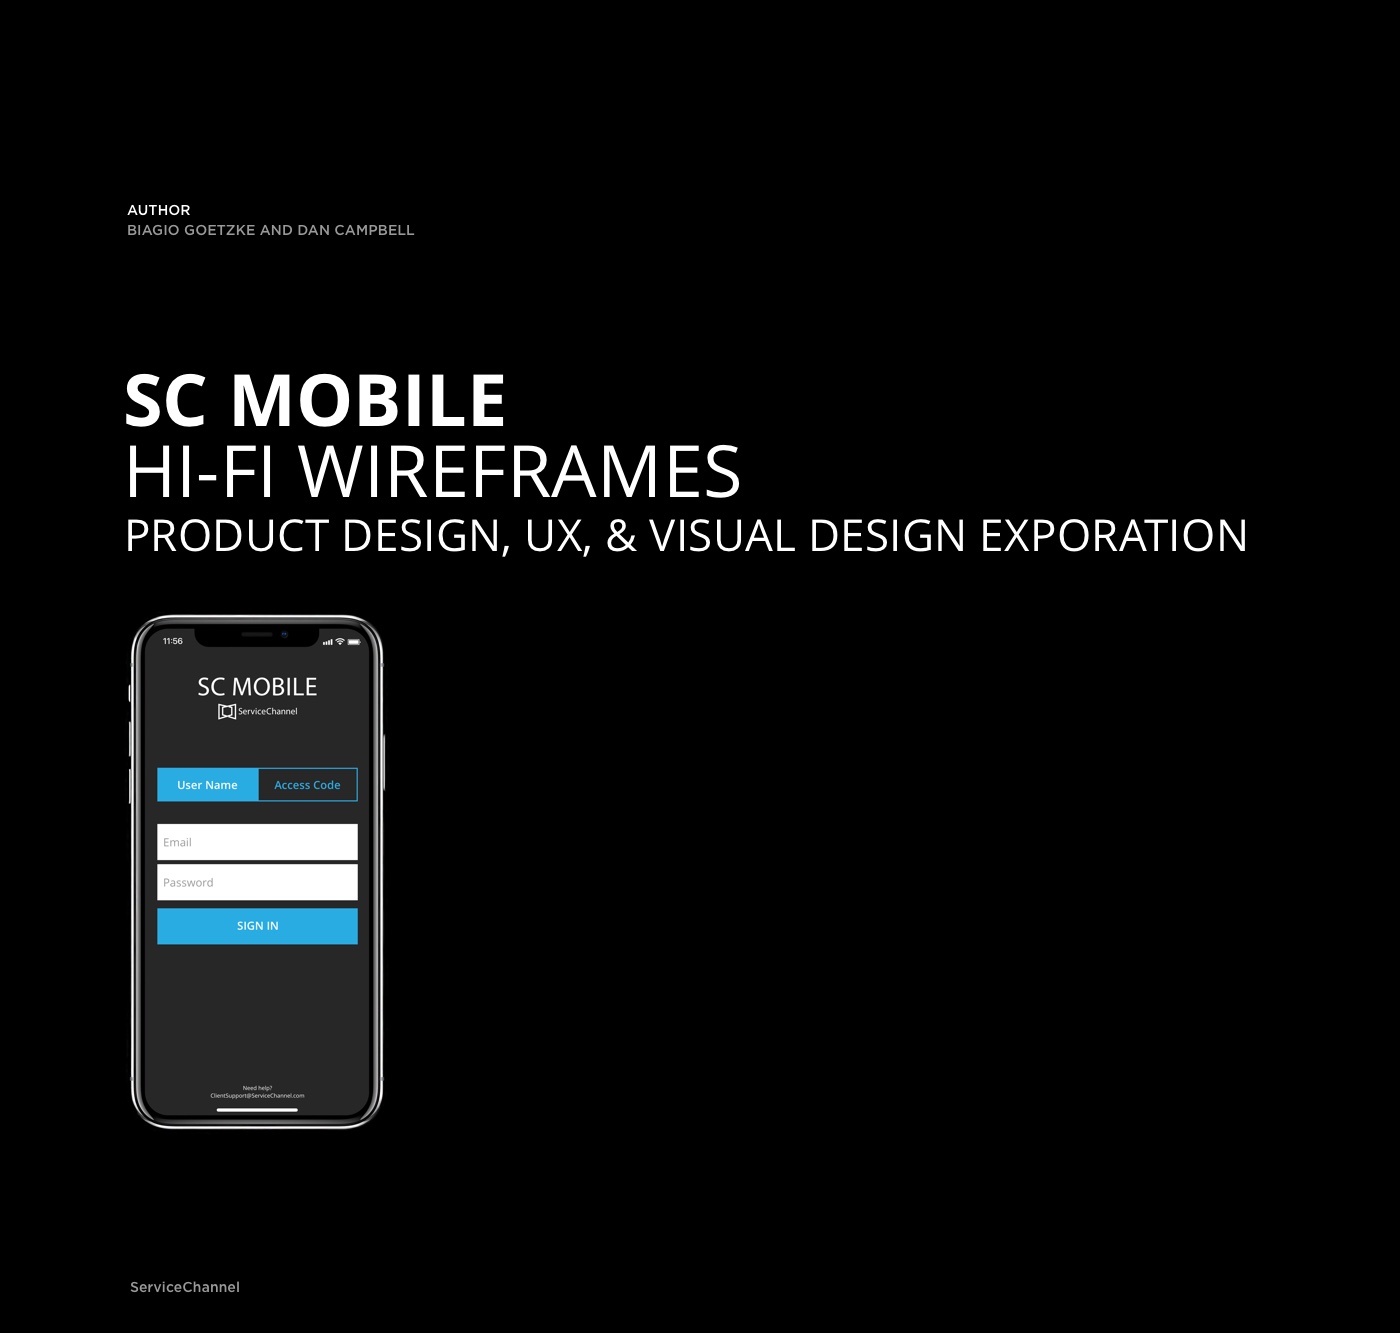 AUTHOR
BIAGIO GOETZKE AND DAN CAMPBELL
SC MOBILE
HI-FI WIREFRAMES
PRODUCT DESIGN, UX, & VISUAL DESIGN EXPORATION
11:56
SC MOBILE
ServiceChannel
User Name Access Code
Email
Password
SIGN IN
Need help?
ClientSupport@ServiceChannel.com
ServiceChannel